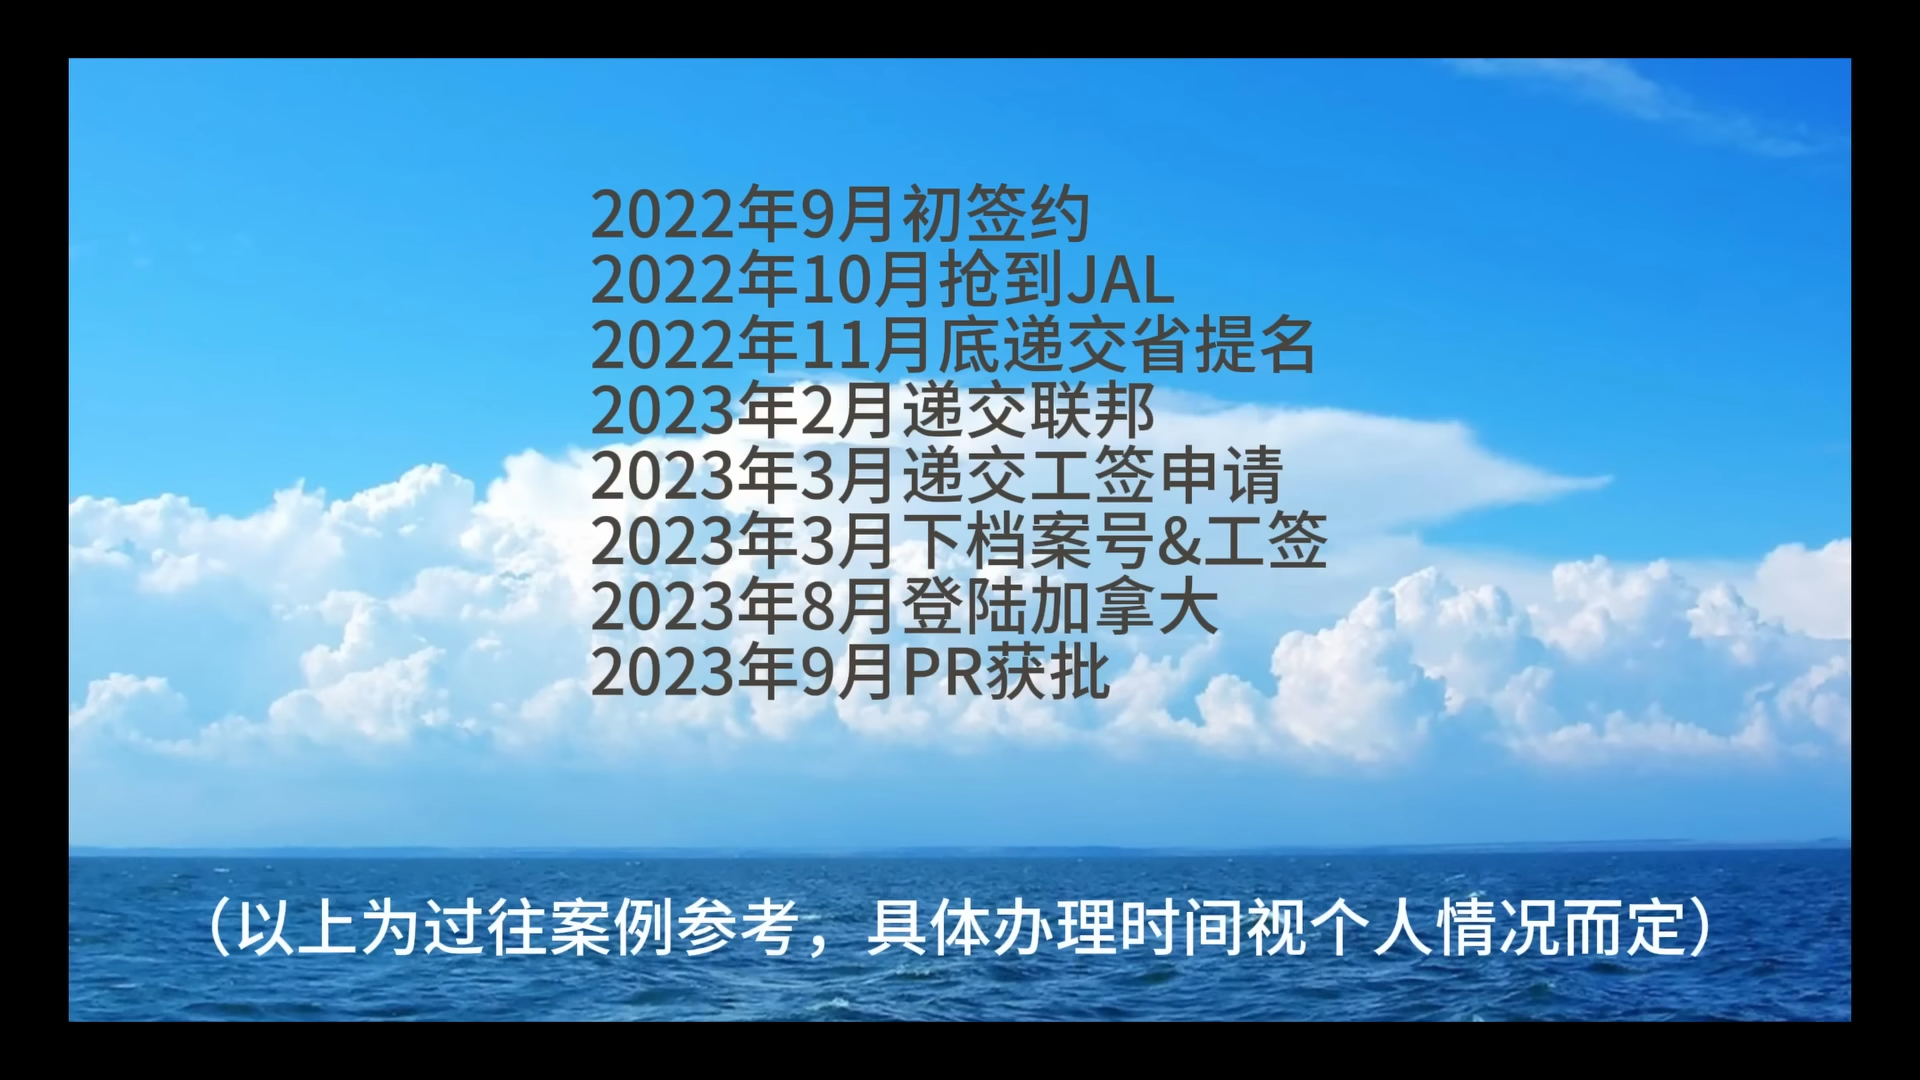 2022年9月初签约
2022年10月抢到JAL
2022年11月底递交省提名
2023年2月递交联邦
2023年3月递交工签申请
2023年3月下档案号&工签
2023年8月登陆加拿大
2023年9月PR获批
（以上为过往案例参考，具体办理时间视个人情况而定）